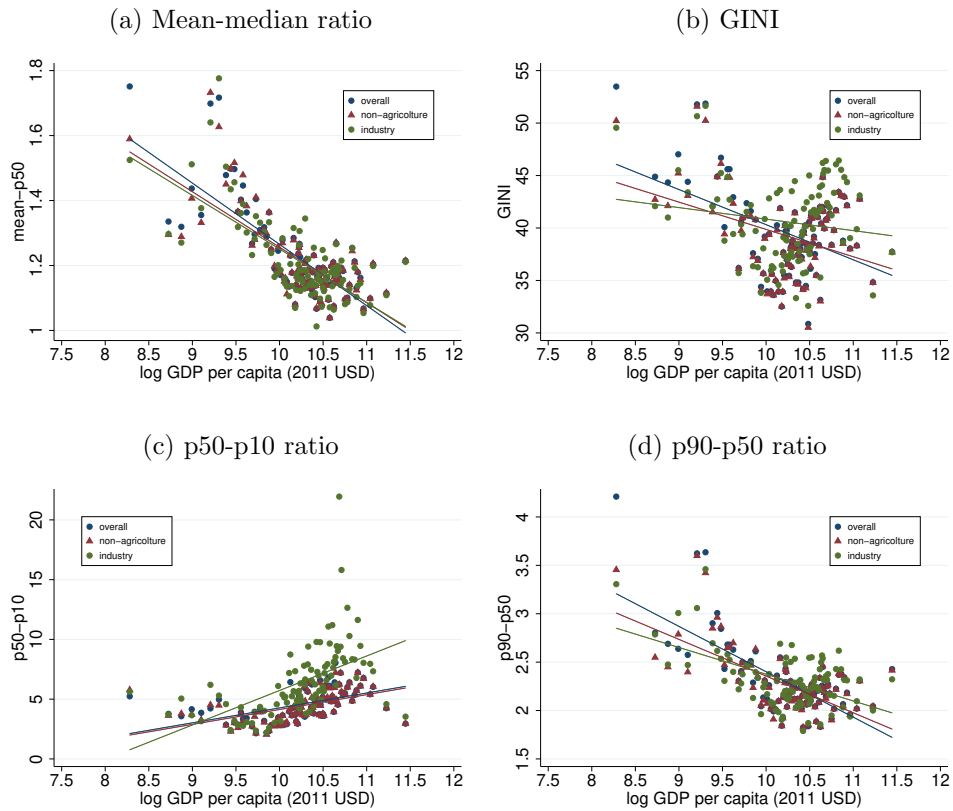 (a) Mean-median ratio
1 1.2 1.4 1.6 1.8
mean−p50
overall
non−agricolture
industry
7.5 8 8.5 9 9.5 10 10.5 11 11.5 12
log GDP per capita (2011 USD)
(b) GINI
30 35 40 45 50 55
GINI
overall
non−agricolture
industry
7.5 8 8.5 9 9.5 10 10.5 11 11.5 12
log GDP per capita (2011 USD)
(c) p50-p10 ratio
0 5 10 15 20
p50−p10
overall
non−agricolture
industry
7.5 8 8.5 9 9.5 10 10.5 11 11.5 12
log GDP per capita (2011 USD)
(d) p90-p50 ratio
1.5 2 2.5 3 3.5 4
p90−p50
overall
non−agricolture
industry
7.5 8 8.5 9 9.5 10 10.5 11 11.5 12
log GDP per capita (2011 USD)